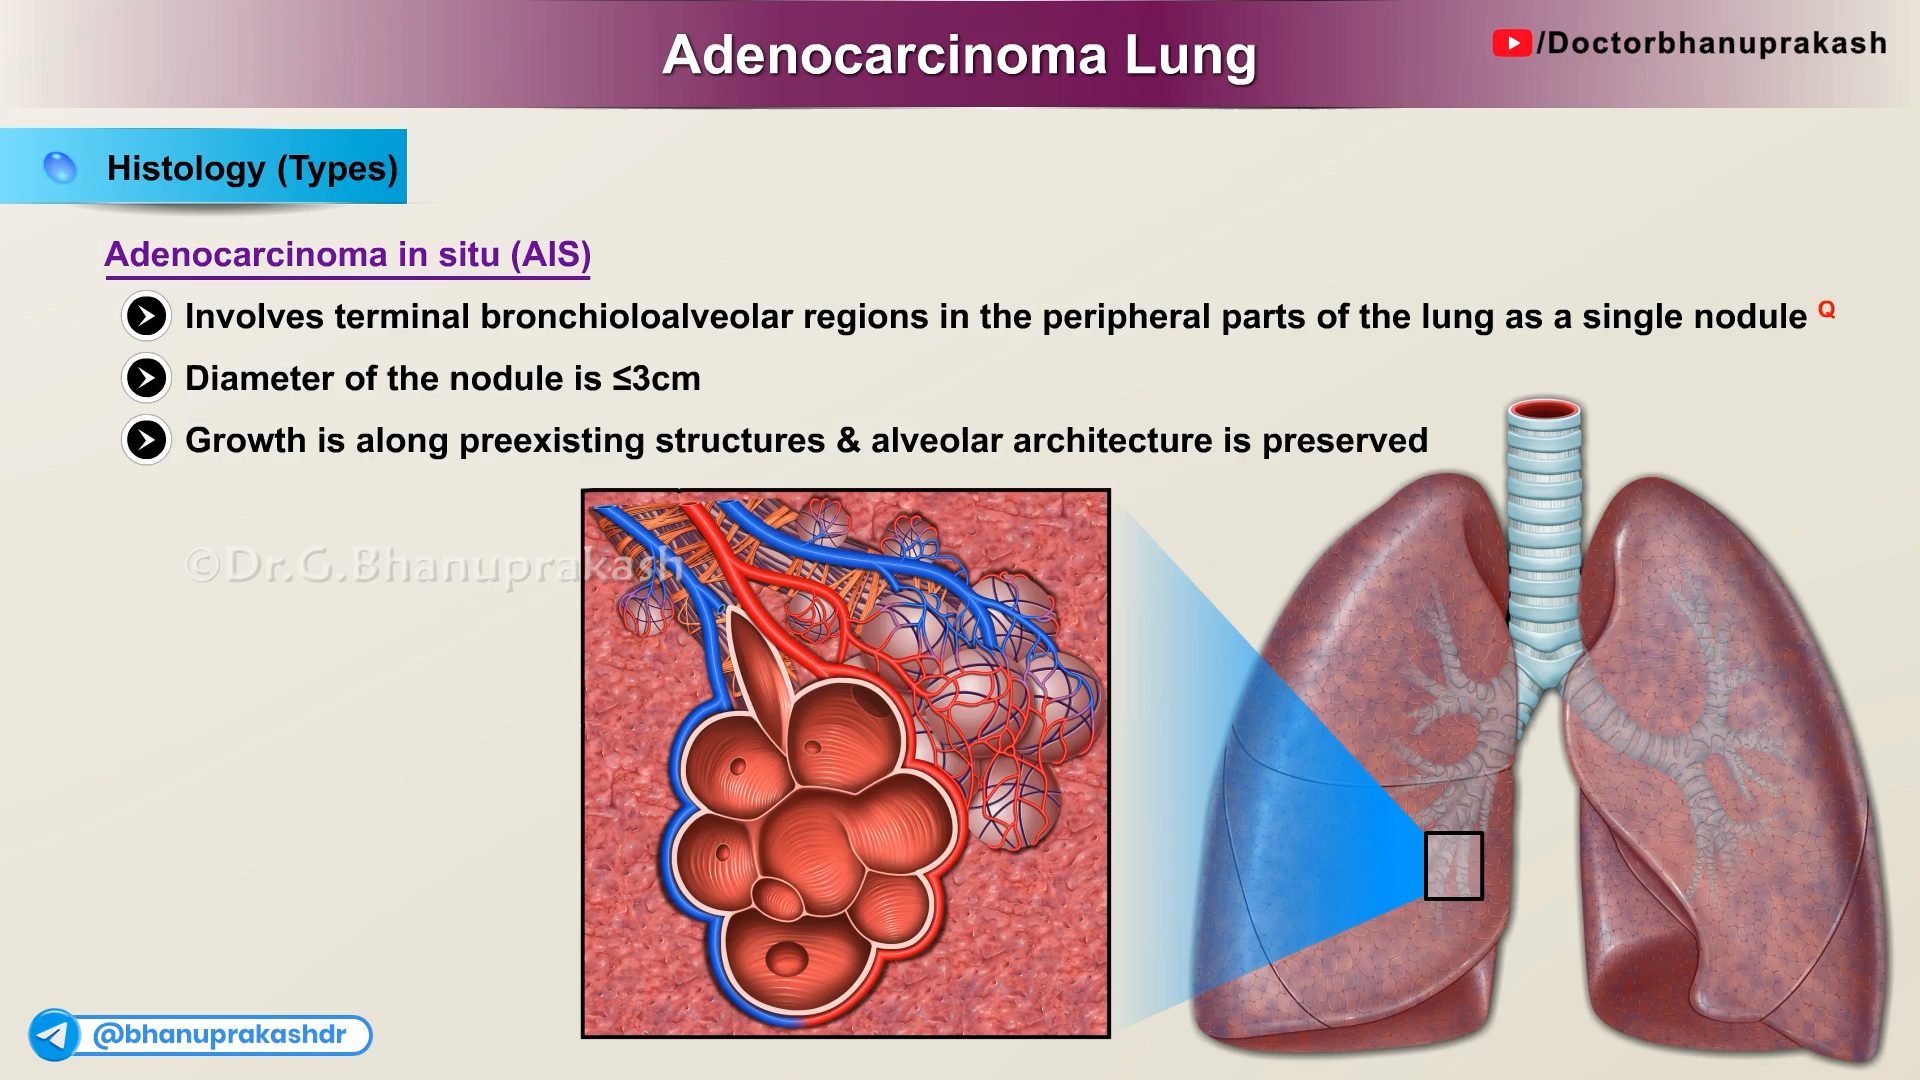 Adenocarcinoma Lung
/Doctorbhanuprakash
Histology (Types)
Adenocarcinoma in situ (AIS)
Involves terminal bronchioloalveolar regions in the peripheral parts of the lung as a single nodule Q
Diameter of the nodule is ≤3cm
Growth is along preexisting structures & alveolar architecture is preserved
©Dr.G.Bhanuprakash
@bhanuprakashdr